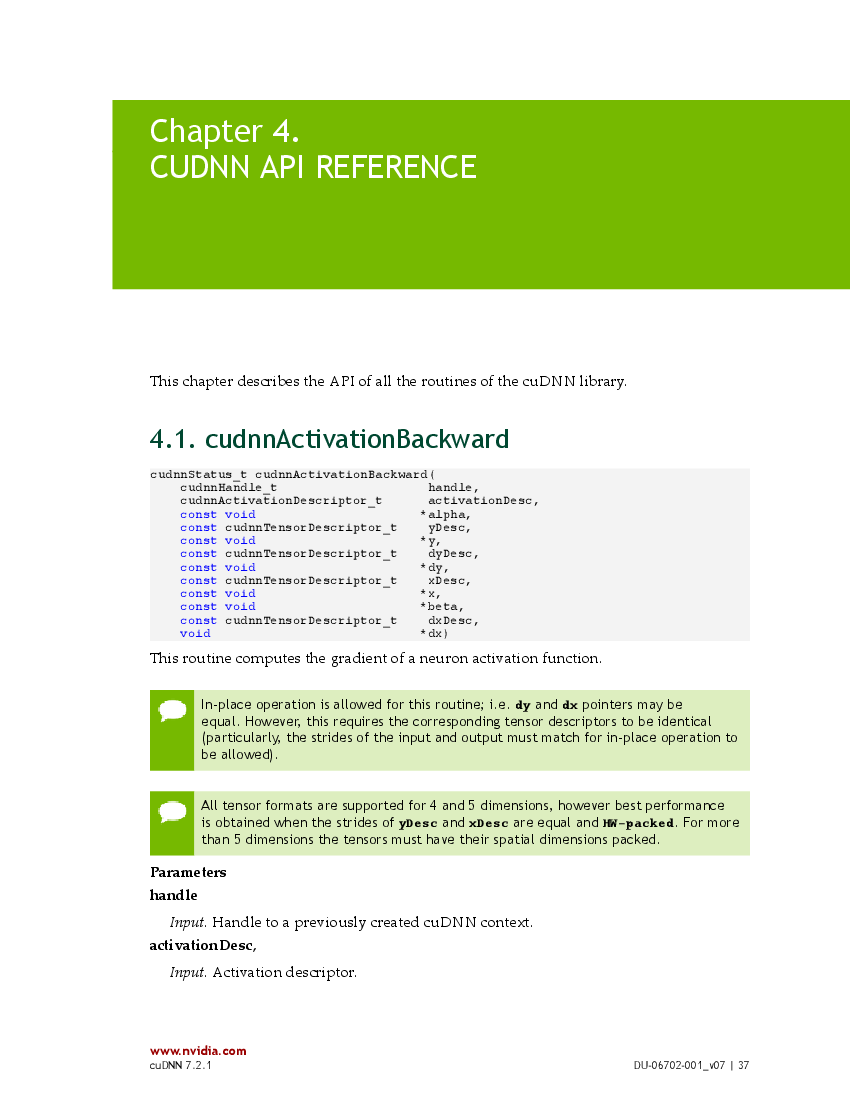 Chapter 4.
CUDNN API REFERENCE
This chapter describes the API of all the routines of the cuDNN library.
4.1. cudnnActivationBackward
cudnnStatus_t cudnnActivationBackward(
    cudnnHandle_t                    handle,
    cudnnActivationDescriptor_t      activationDesc,
    const void                      *alpha,
    const cudnnTensorDescriptor_t    yDesc,
    const void                      *y,
    const cudnnTensorDescriptor_t    dyDesc,
    const void                      *dy,
    const cudnnTensorDescriptor_t    xDesc,
    const void                      *x,
    const void                      *beta,
    const cudnnTensorDescriptor_t    dxDesc,
    void                            *dx)
This routine computes the gradient of a neuron activation function.
In-place operation is allowed for this routine; i.e. dy and dx pointers may be
equal. However, this requires the corresponding tensor descriptors to be identical
(particularly, the strides of the input and output must match for in-place operation to
be allowed).
All tensor formats are supported for 4 and 5 dimensions, however best performance
is obtained when the strides of yDesc and xDesc are equal and HW-packed. For more
than 5 dimensions the tensors must have their spatial dimensions packed.
Parameters
handle
Input. Handle to a previously created cuDNN context.
activationDesc,
Input. Activation descriptor.
www.nvidia.com
cuDNN 7.2.1 DU-06702-001_v07 | 37